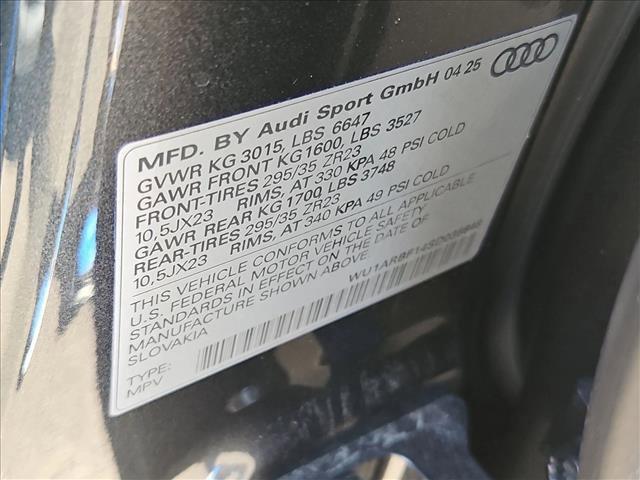 MFD. BY Audi Sport GmbH 04 25
GVWR KG 3015, LBS 6647
GAWR FRONT KG 1600, LBS 3527
FRONT-TIRES 295/35 ZR23
10,5JX23 RIMS, AT 330 KPA 48 PSI COLD
GAWR REAR KG 1700 LBS 3748
REAR-TIRES 295/35 ZR23
10,5JX23 RIMS, AT 340 KPA 49 PSI COLD
THIS VEHICLE CONFORMS TO ALL APPLICABLE
U.S. FEDERAL MOTOR VEHICLE SAFETY
STANDARDS IN EFFECT ON THE DATE OF
MANUFACTURE SHOWN ABOVE.
SLOVAKIA
TYPE:
MPV